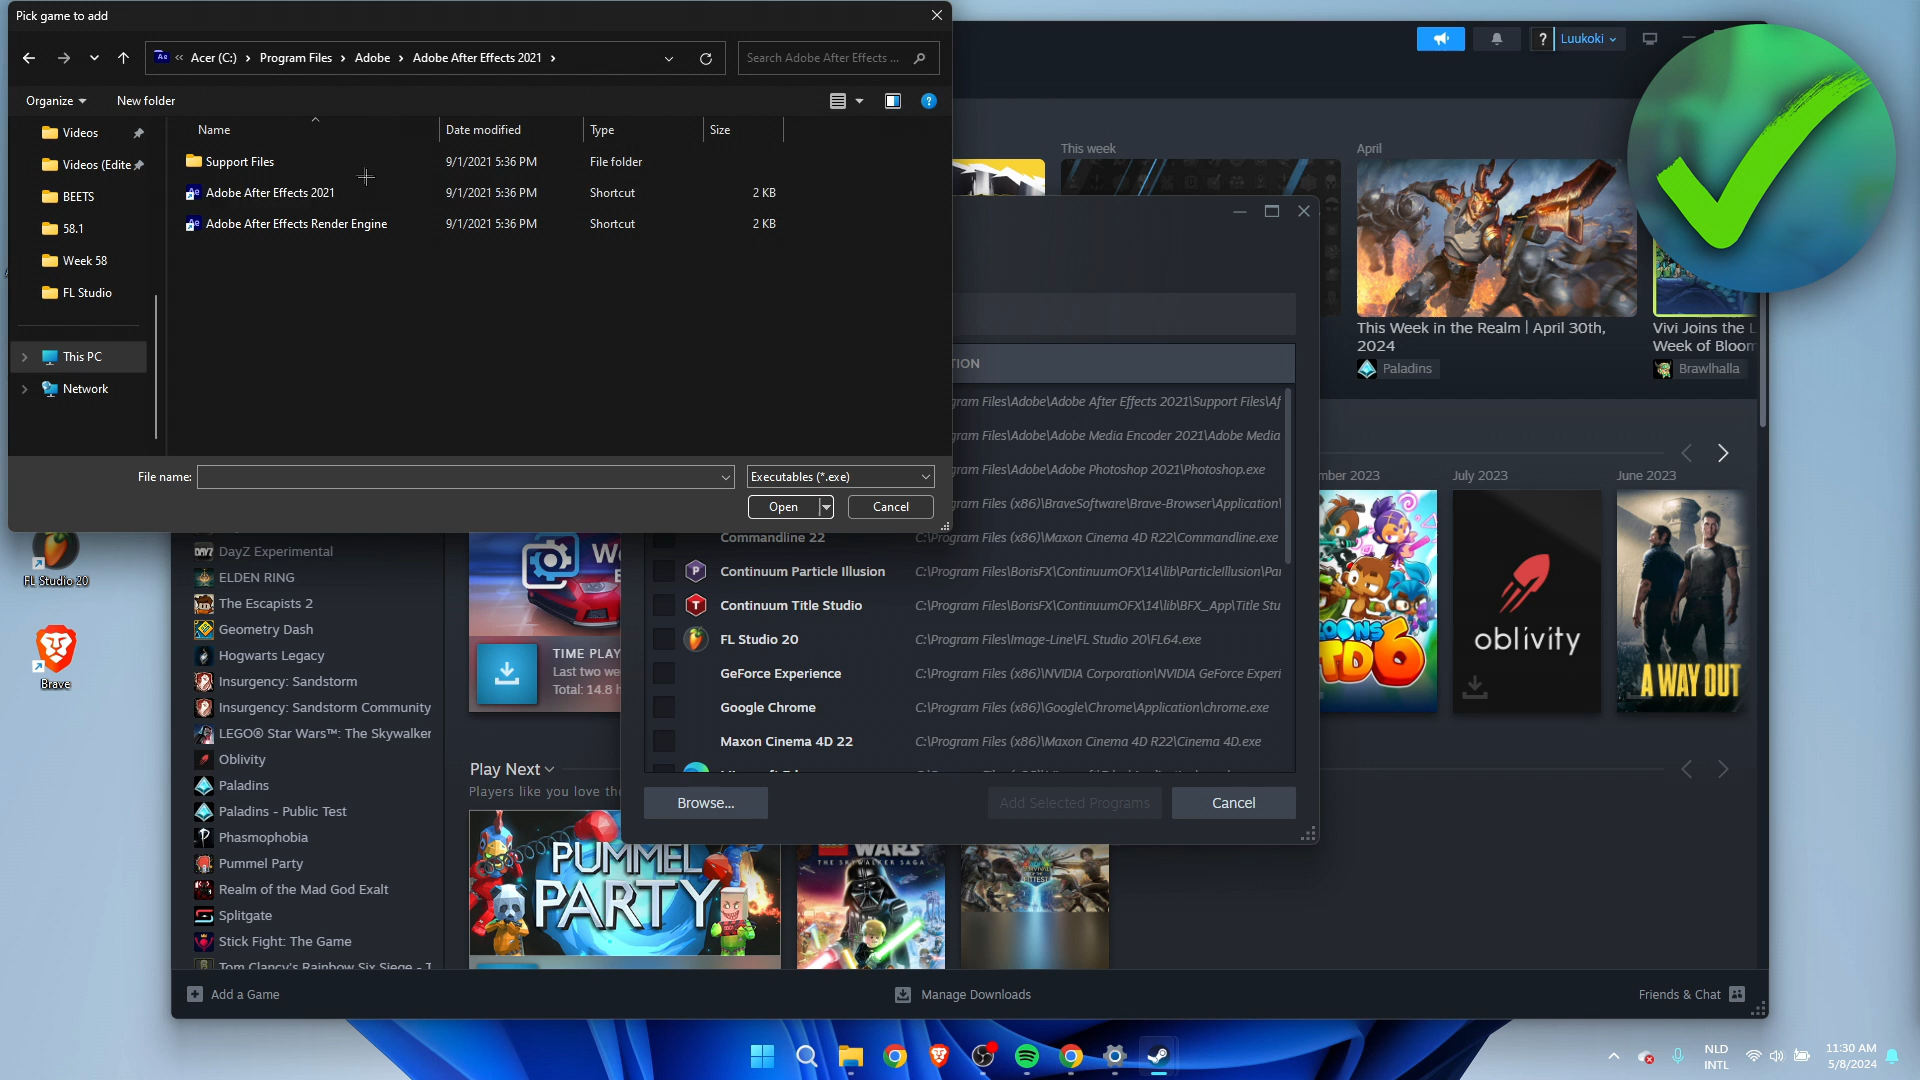 Pick game to add
Acer (C:) > Program Files > Adobe > Adobe After Effects 2021 >
Search Adobe After Effects ...
Organize
New folder
Name
Date modified
Type
Size
Videos
Videos (Edite
BEETS
58.1
Week 58
FL Studio
This PC
Network
Support Files 9/1/2021 5:36 PM File folder
Adobe After Effects 2021 9/1/2021 5:36 PM Shortcut 2 KB
Adobe After Effects Render Engine 9/1/2021 5:36 PM Shortcut 2 KB
File name:
Executables (*.exe)
Open
Cancel
Luukoki
This week
April
This Week in the Realm | April 30th,
2024
Paladins
Vivi Joins the
Week of Bloom
Brawlhalla
TION
gram Files\Adobe\Adobe After Effects 2021\Support Files\Af
gram Files\Adobe\Adobe Media Encoder 2021\Adobe Media
gram Files\Adobe\Adobe Photoshop 2021\Photoshop.exe
gram Files (x86)\BraveSoftware\Brave-Browser\Application\
Commandline 22 C:\Program Files (x86)\Maxon Cinema 4D R22\Commandline.exe
Continuum Particle Illusion C:\Program Files\BorisFX\ContinuumOFX\14\lib\ParticleIllusion\Par
Continuum Title Studio C:\Program Files\BorisFX\ContinuumOFX\14\lib\BFX_App\Title Stu
FL Studio 20 C:\Program Files\Image-Line\FL Studio 20\FL64.exe
GeForce Experience C:\Program Files (x86)\NVIDIA Corporation\NVIDIA GeForce Experi
Google Chrome C:\Program Files (x86)\Google\Chrome\Application\chrome.exe
Maxon Cinema 4D 22 C:\Program Files (x86)\Maxon Cinema 4D R22\Cinema 4D.exe
Browse...
Add Selected Programs
Cancel
mber 2023
July 2023
June 2023
TD6
oblivity
A WAY OUT
FL Studio 20
Brave
DayZ Experimental
ELDEN RING
The Escapists 2
Geometry Dash
Hogwarts Legacy
Insurgency: Sandstorm
Insurgency: Sandstorm Community
LEGO® Star Wars™: The Skywalker
Oblivity
Paladins
Paladins - Public Test
Phasmophobia
Pummel Party
Realm of the Mad God Exalt
Splitgate
Stick Fight: The Game
Tom Clancy's Rainbow Six Siege - T
TIME PLAY
Last two we
Total: 14.8 h
Play Next
Players like you love the
PUMMEL
PARTY
WARS
THE SKYWALKER SAGA
Add a Game
Manage Downloads
Friends & Chat
NLD
INTL
11:30 AM
5/8/2024